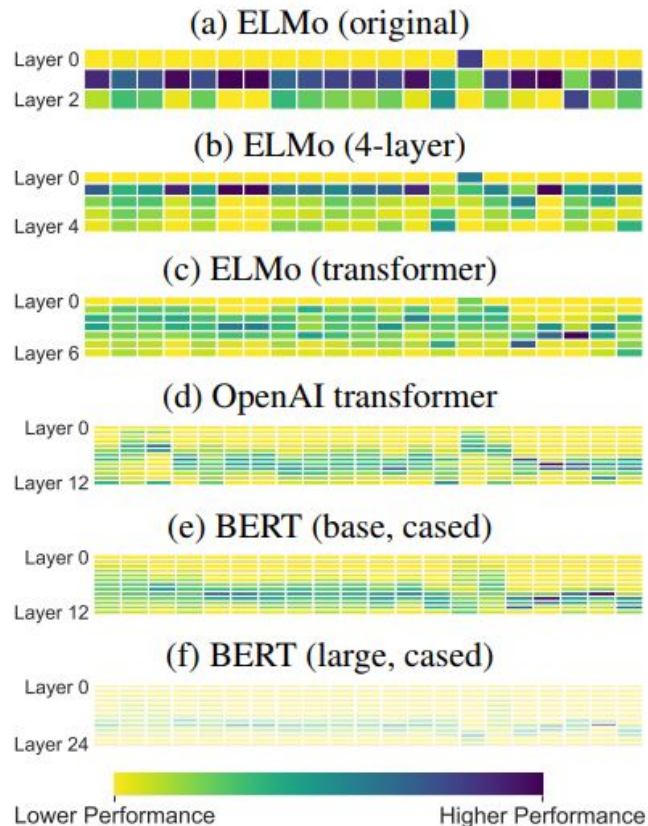 (a) ELMo (original)
Layer 0
Layer 2
(b) ELMo (4-layer)
Layer 0
Layer 4
(c) ELMo (transformer)
Layer 0
Layer 6
(d) OpenAI transformer
Layer 0
Layer 12
(e) BERT (base, cased)
Layer 0
Layer 12
(f) BERT (large, cased)
Layer 0
Layer 24
Lower Performance Higher Performance